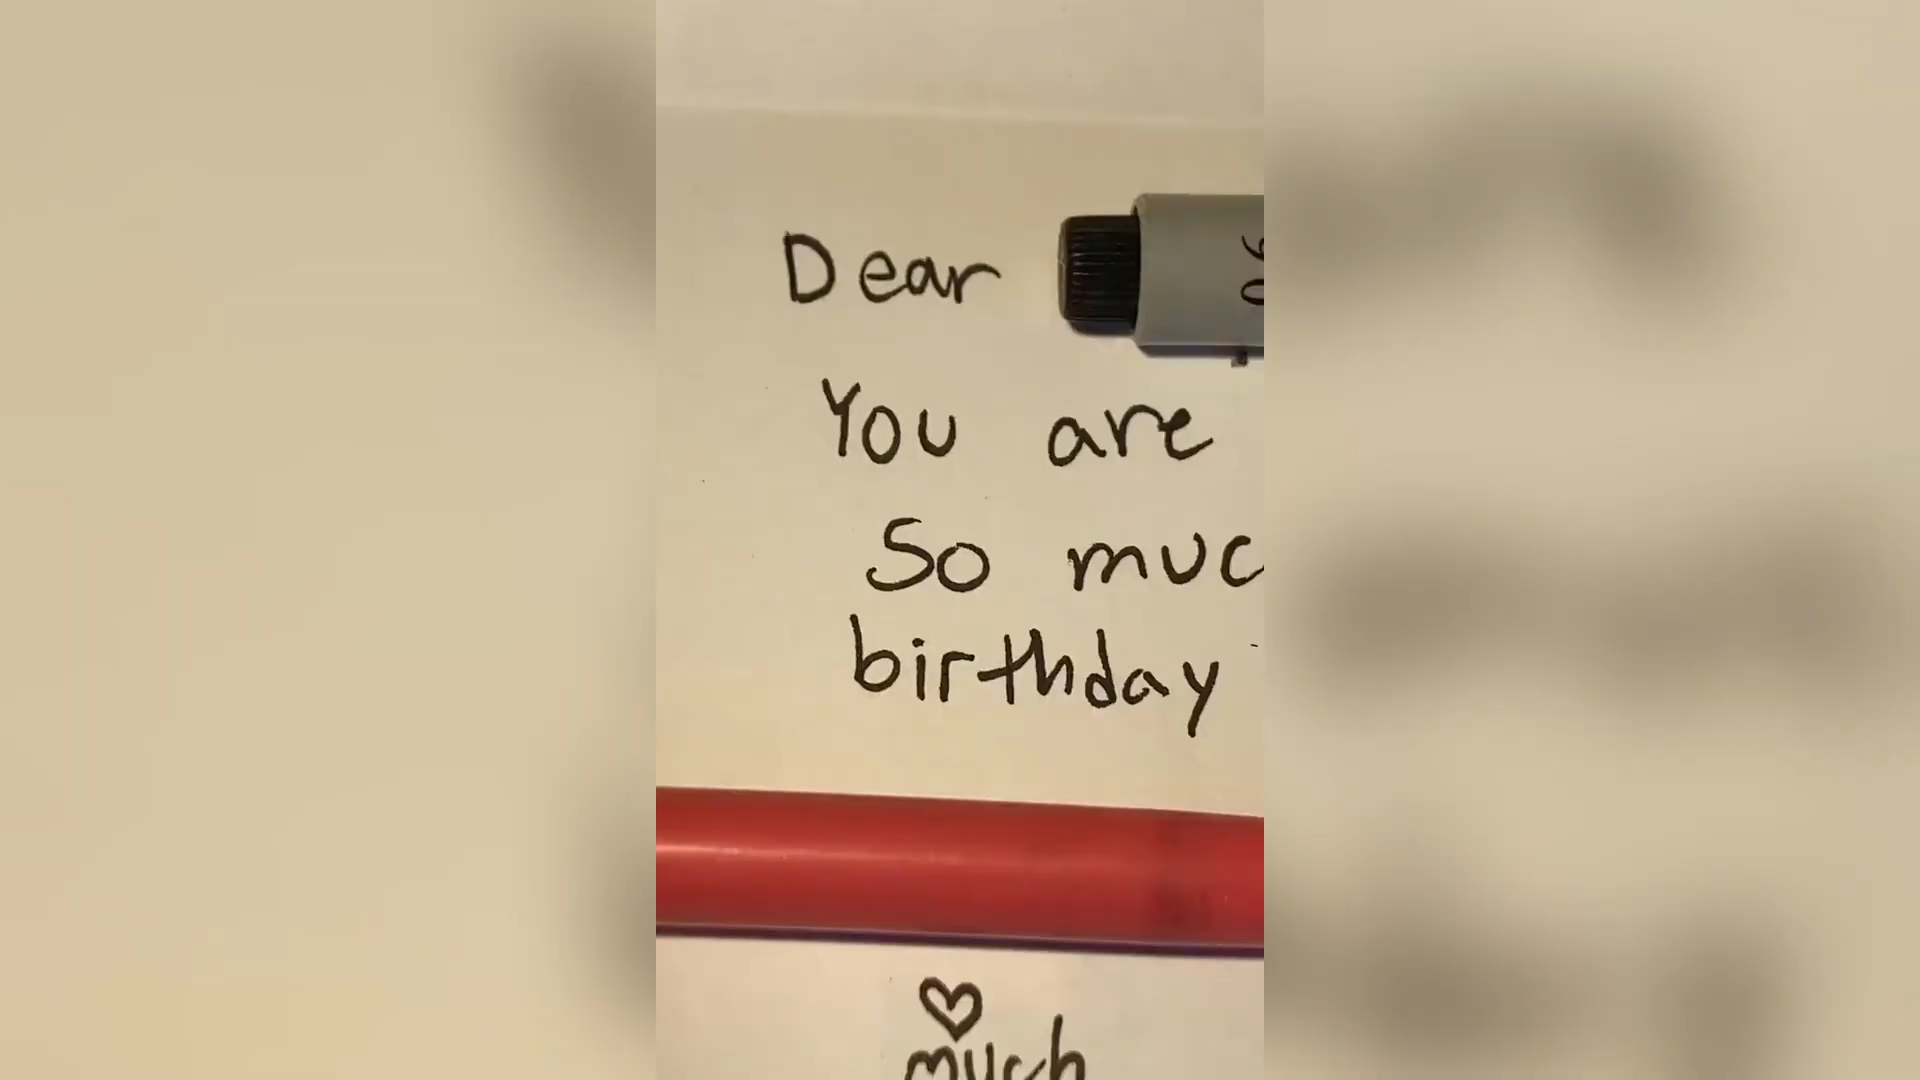 Dear
You are
So muc
birthday
much